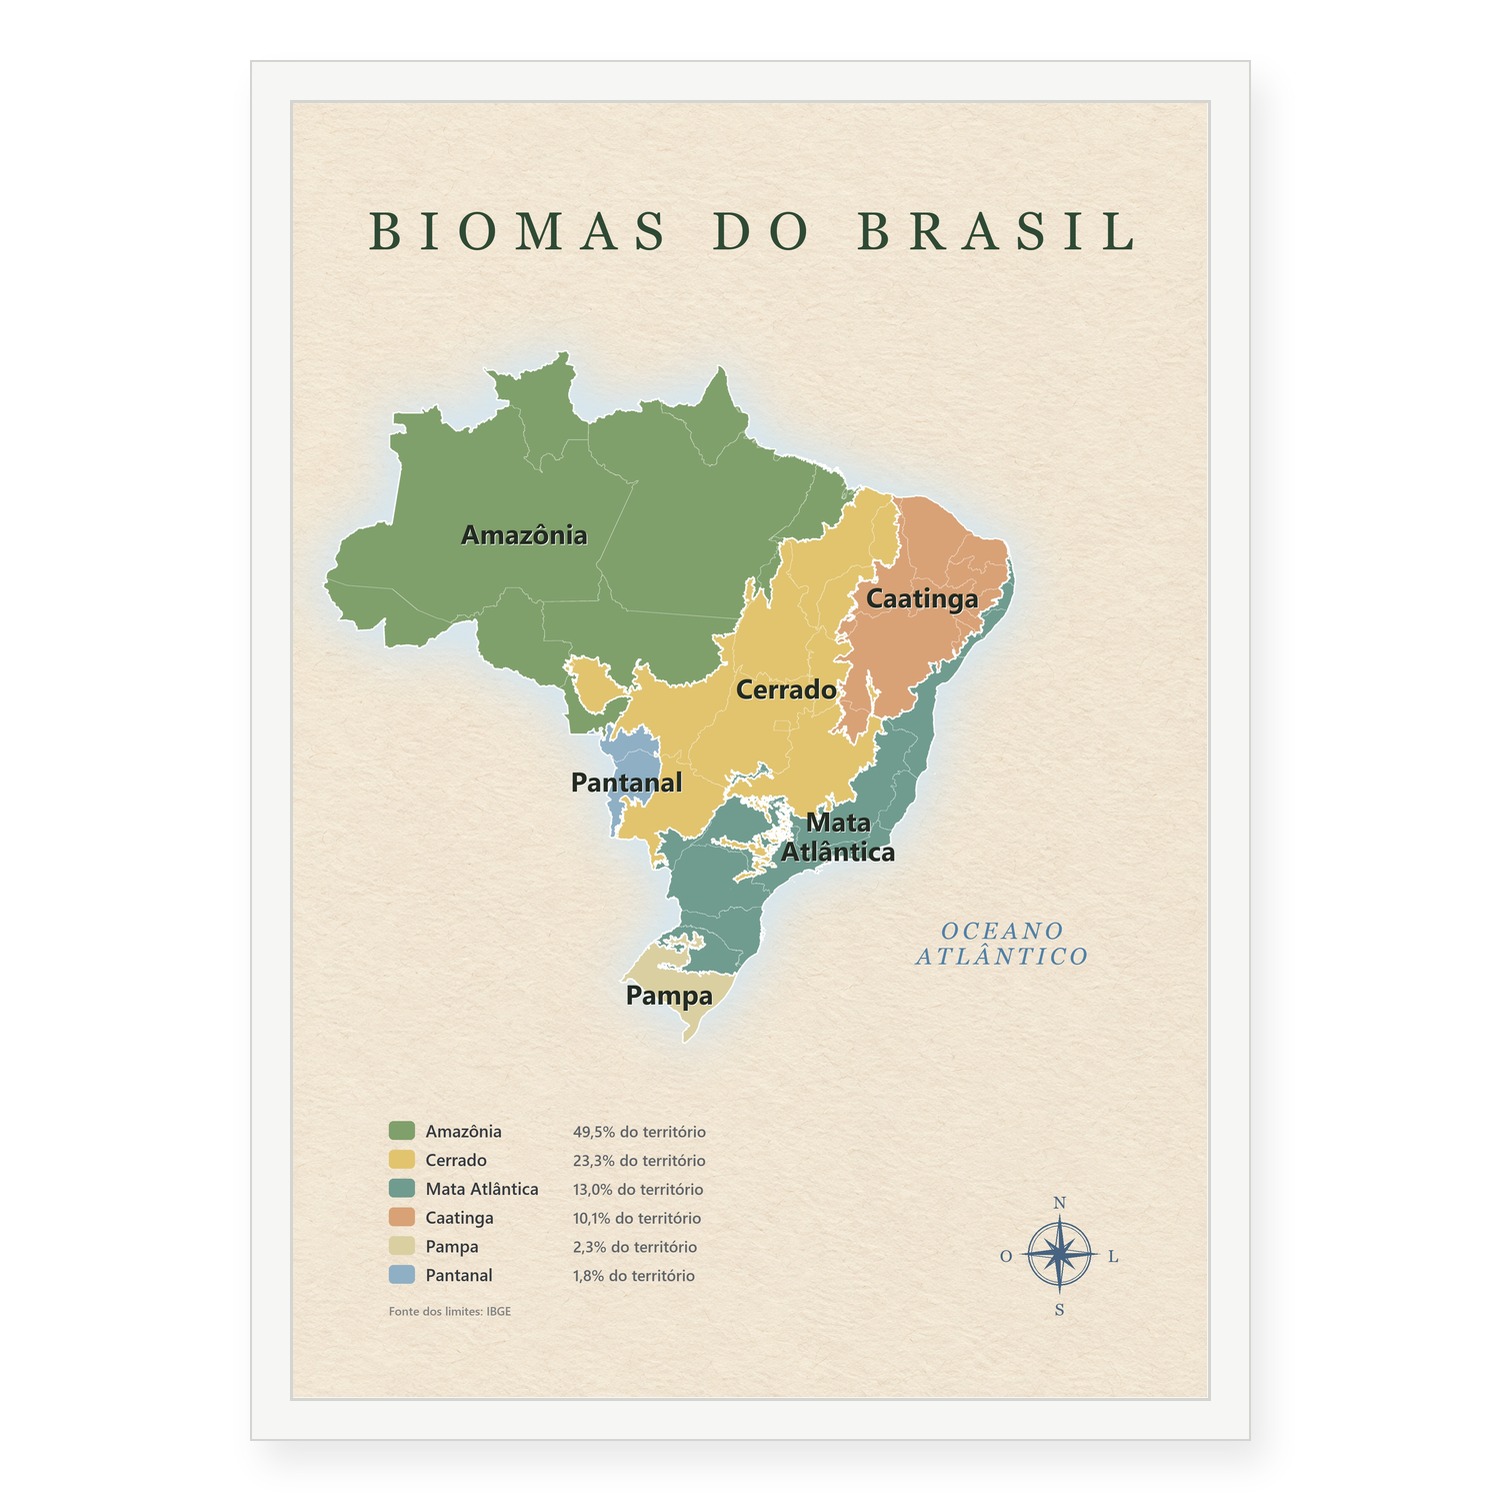 BIOMAS DO BRASIL
Amazônia
Caatinga
Cerrado
Pantanal
Mata
Atlântica
OCEANO
ATLÂNTICO
Pampa
Amazônia 49,5% do território
Cerrado 23,3% do território
Mata Atlântica 13,0% do território
Caatinga 10,1% do território
Pampa 2,3% do território
Pantanal 1,8% do território
Fonte dos limites: IBGE
N
O L
S